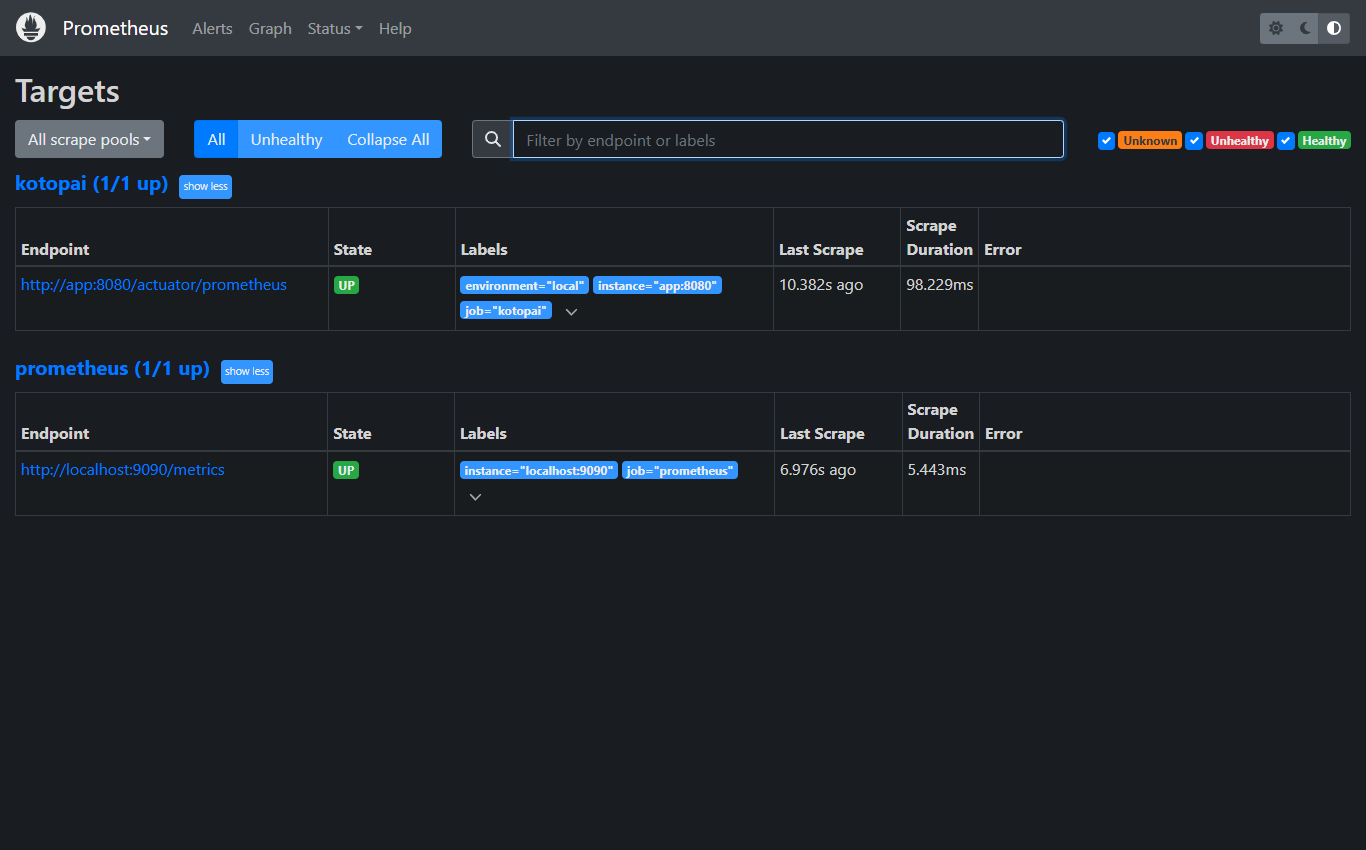 Prometheus Alerts Graph Status Help
Targets
All scrape pools All Unhealthy Collapse All Filter by endpoint or labels Unknown Unhealthy Healthy
kotopai (1/1 up) show less
Endpoint State Labels Last Scrape Scrape Duration Error
http://app:8080/actuator/prometheus UP environment="local" instance="app:8080" 10.382s ago 98.229ms
job="kotopai"
prometheus (1/1 up) show less
Endpoint State Labels Last Scrape Scrape Duration Error
http://localhost:9090/metrics UP instance="localhost:9090" job="prometheus" 6.976s ago 5.443ms